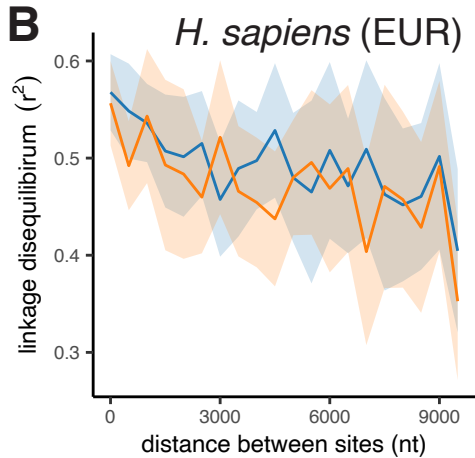 B
H. sapiens (EUR)
linkage disequilibirum (r²)
0.6
0.5
0.4
0.3
0
3000
6000
9000
distance between sites (nt)